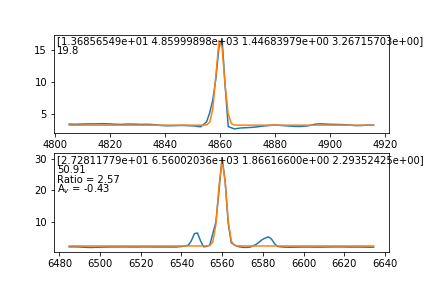 [1.36856549e+01 4.85999898e+03 1.44683979e+00 3.26715703e+00]
19.8
15
10
5
4800 4820 4840 4860 4880 4900 4920
[2.72811779e+01 6.56002036e+03 1.86616600e+00 2.29352425e+00]
50.91
Ratio = 2.57
Av = -0.43
30
20
10
6480 6500 6520 6540 6560 6580 6600 6620 6640